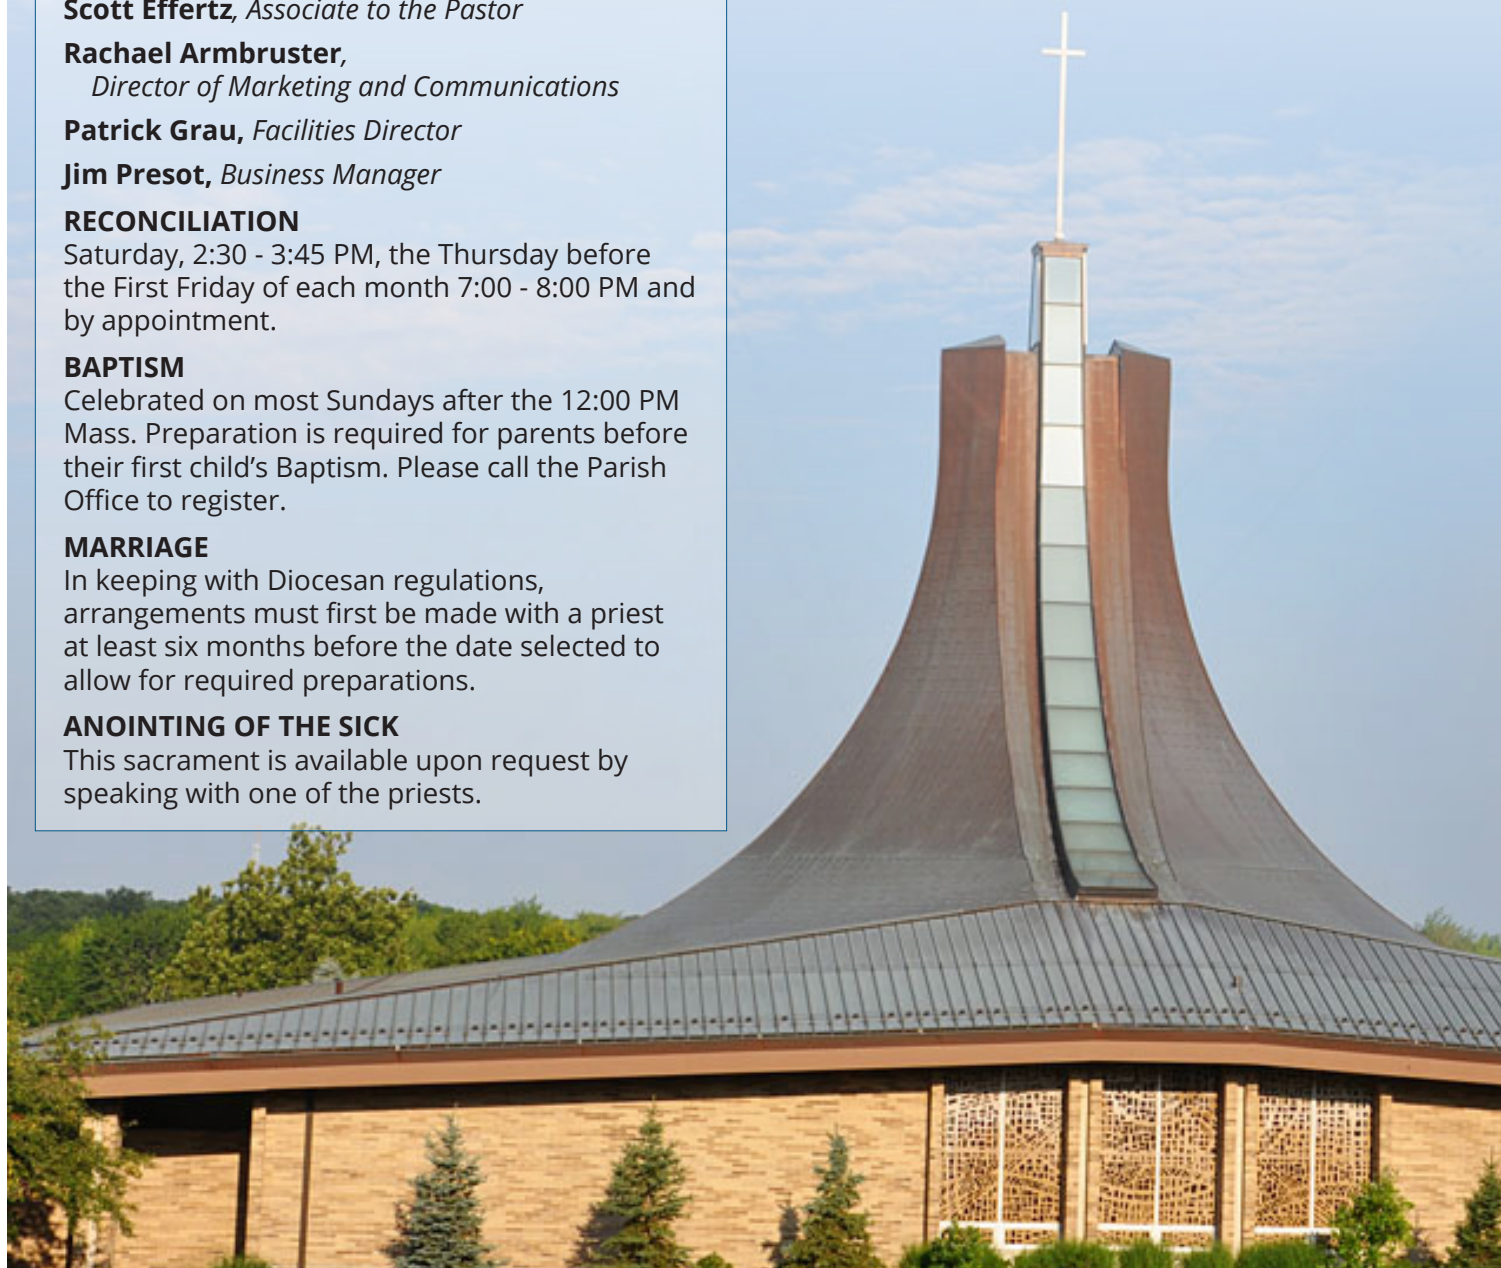 Scott Effertz, Associate to the Pastor
Rachael Armbruster,
Director of Marketing and Communications
Patrick Grau, Facilities Director
Jim Presot, Business Manager
RECONCILIATION
Saturday, 2:30 - 3:45 PM, the Thursday before
the First Friday of each month 7:00 - 8:00 PM and
by appointment.
BAPTISM
Celebrated on most Sundays after the 12:00 PM
Mass. Preparation is required for parents before
their first child’s Baptism. Please call the Parish
Office to register.
MARRIAGE
In keeping with Diocesan regulations,
arrangements must first be made with a priest
at least six months before the date selected to
allow for required preparations.
ANOINTING OF THE SICK
This sacrament is available upon request by
speaking with one of the priests.